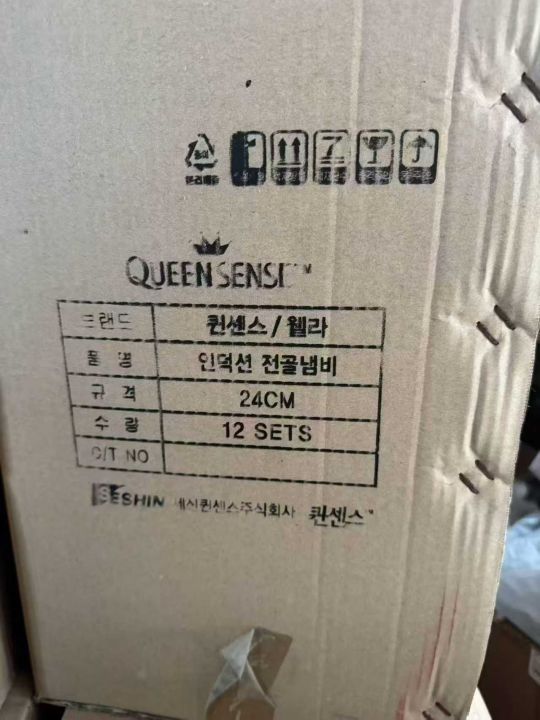 QUEEN SENSE™
브랜드 퀸센스 / 웰라
품 명 인덕션 전골냄비
규 격 24CM
수 량 12 SETS
C/T NO
SESHIN 세신퀸센스주식회사 퀸센스™